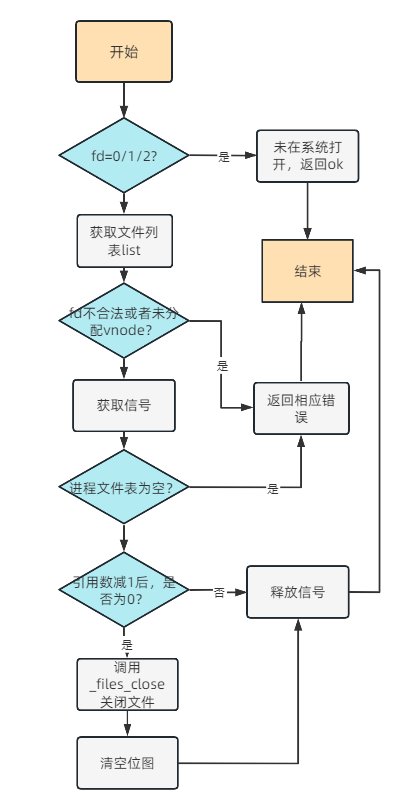 开始
fd=0/1/2?
是
未在系统打
开，返回ok
获取文件列
表list
结束
fd不合法或者未分
配vnode?
是
获取信号
返回相应错
误
进程文件表为空?
是
引用数减1后，是
否为0?
否
释放信号
是
调用
_files_close
关闭文件
清空位图